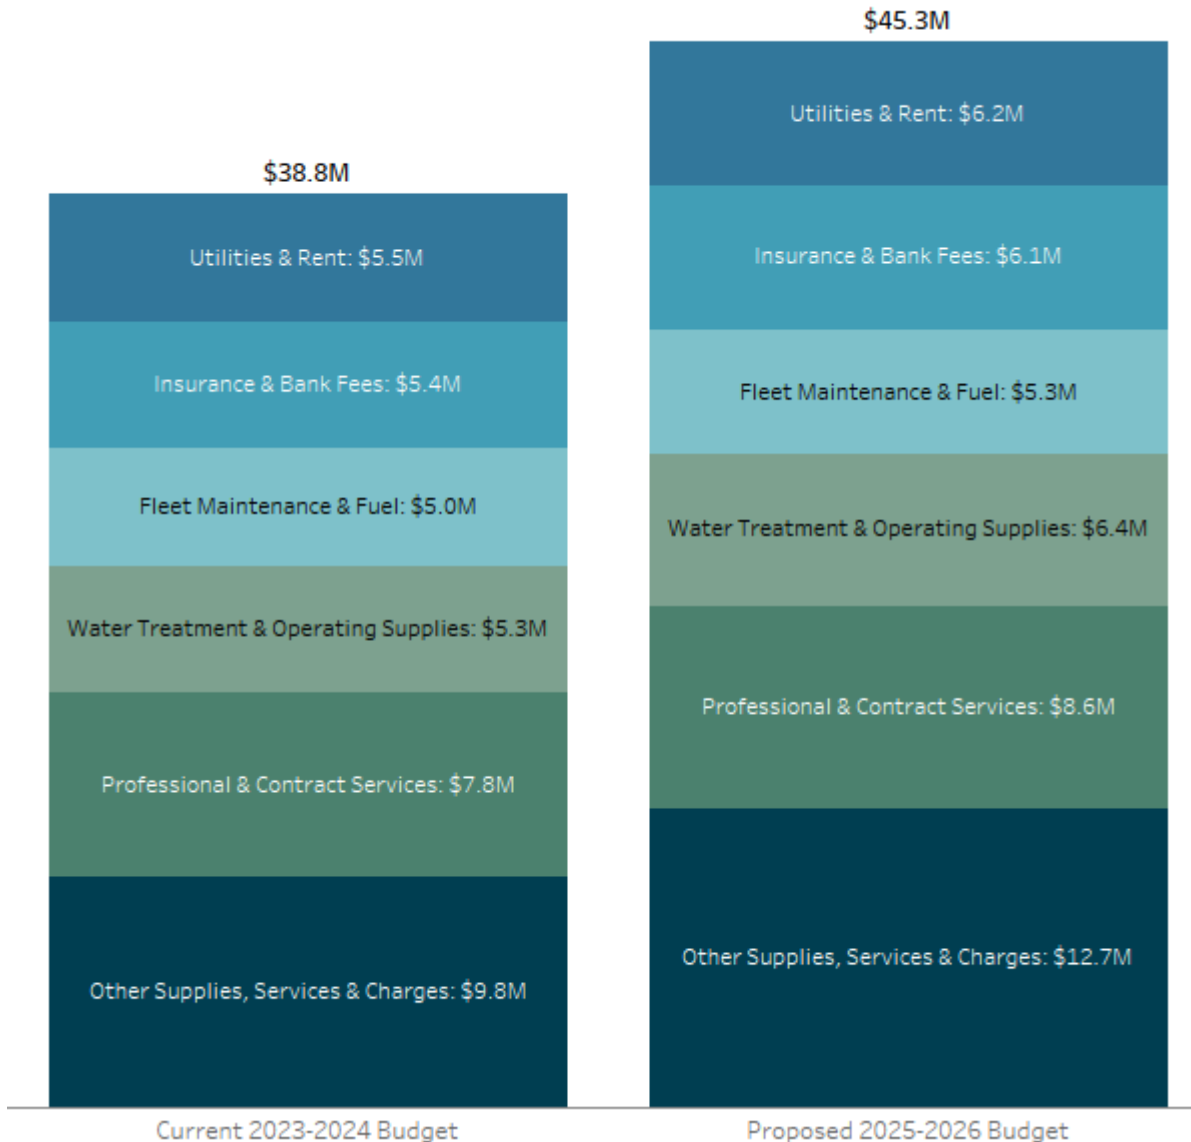 $38.8M
Utilities & Rent: $5.5M
Insurance & Bank Fees: $5.4M
Fleet Maintenance & Fuel: $5.0M
Water Treatment & Operating Supplies: $5.3M
Professional & Contract Services: $7.8M
Other Supplies, Services & Charges: $9.8M
Current 2023-2024 Budget
$45.3M
Utilities & Rent: $6.2M
Insurance & Bank Fees: $6.1M
Fleet Maintenance & Fuel: $5.3M
Water Treatment & Operating Supplies: $6.4M
Professional & Contract Services: $8.6M
Other Supplies, Services & Charges: $12.7M
Proposed 2025-2026 Budget